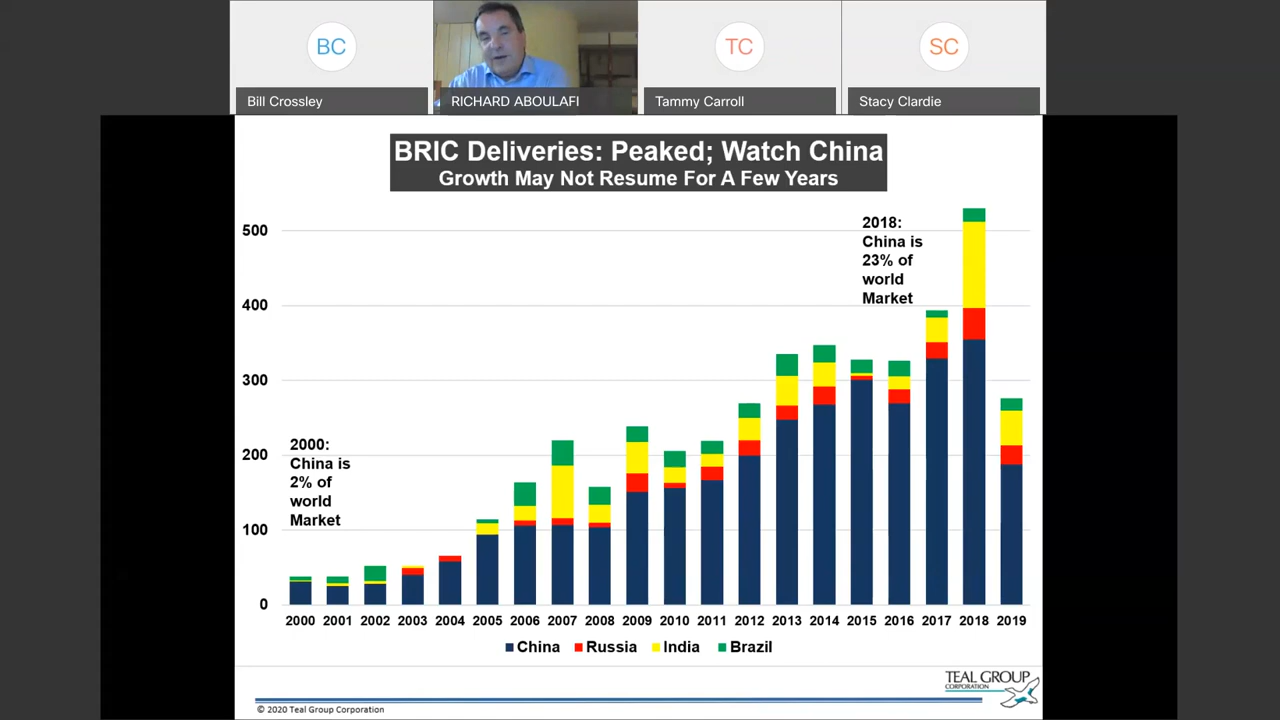 BC
TC
SC
Bill Crossley
RICHARD ABOULAFI
Tammy Carroll
Stacy Clardie
BRIC Deliveries: Peaked; Watch China
Growth May Not Resume For A Few Years
500
400
300
200
100
0
2000:
China is
2% of
world
Market
2018:
China is
23% of
world
Market
2000 2001 2002 2003 2004 2005 2006 2007 2008 2009 2010 2011 2012 2013 2014 2015 2016 2017 2018 2019
China Russia India Brazil
TEAL GROUP
CORPORATION
© 2020 Teal Group Corporation